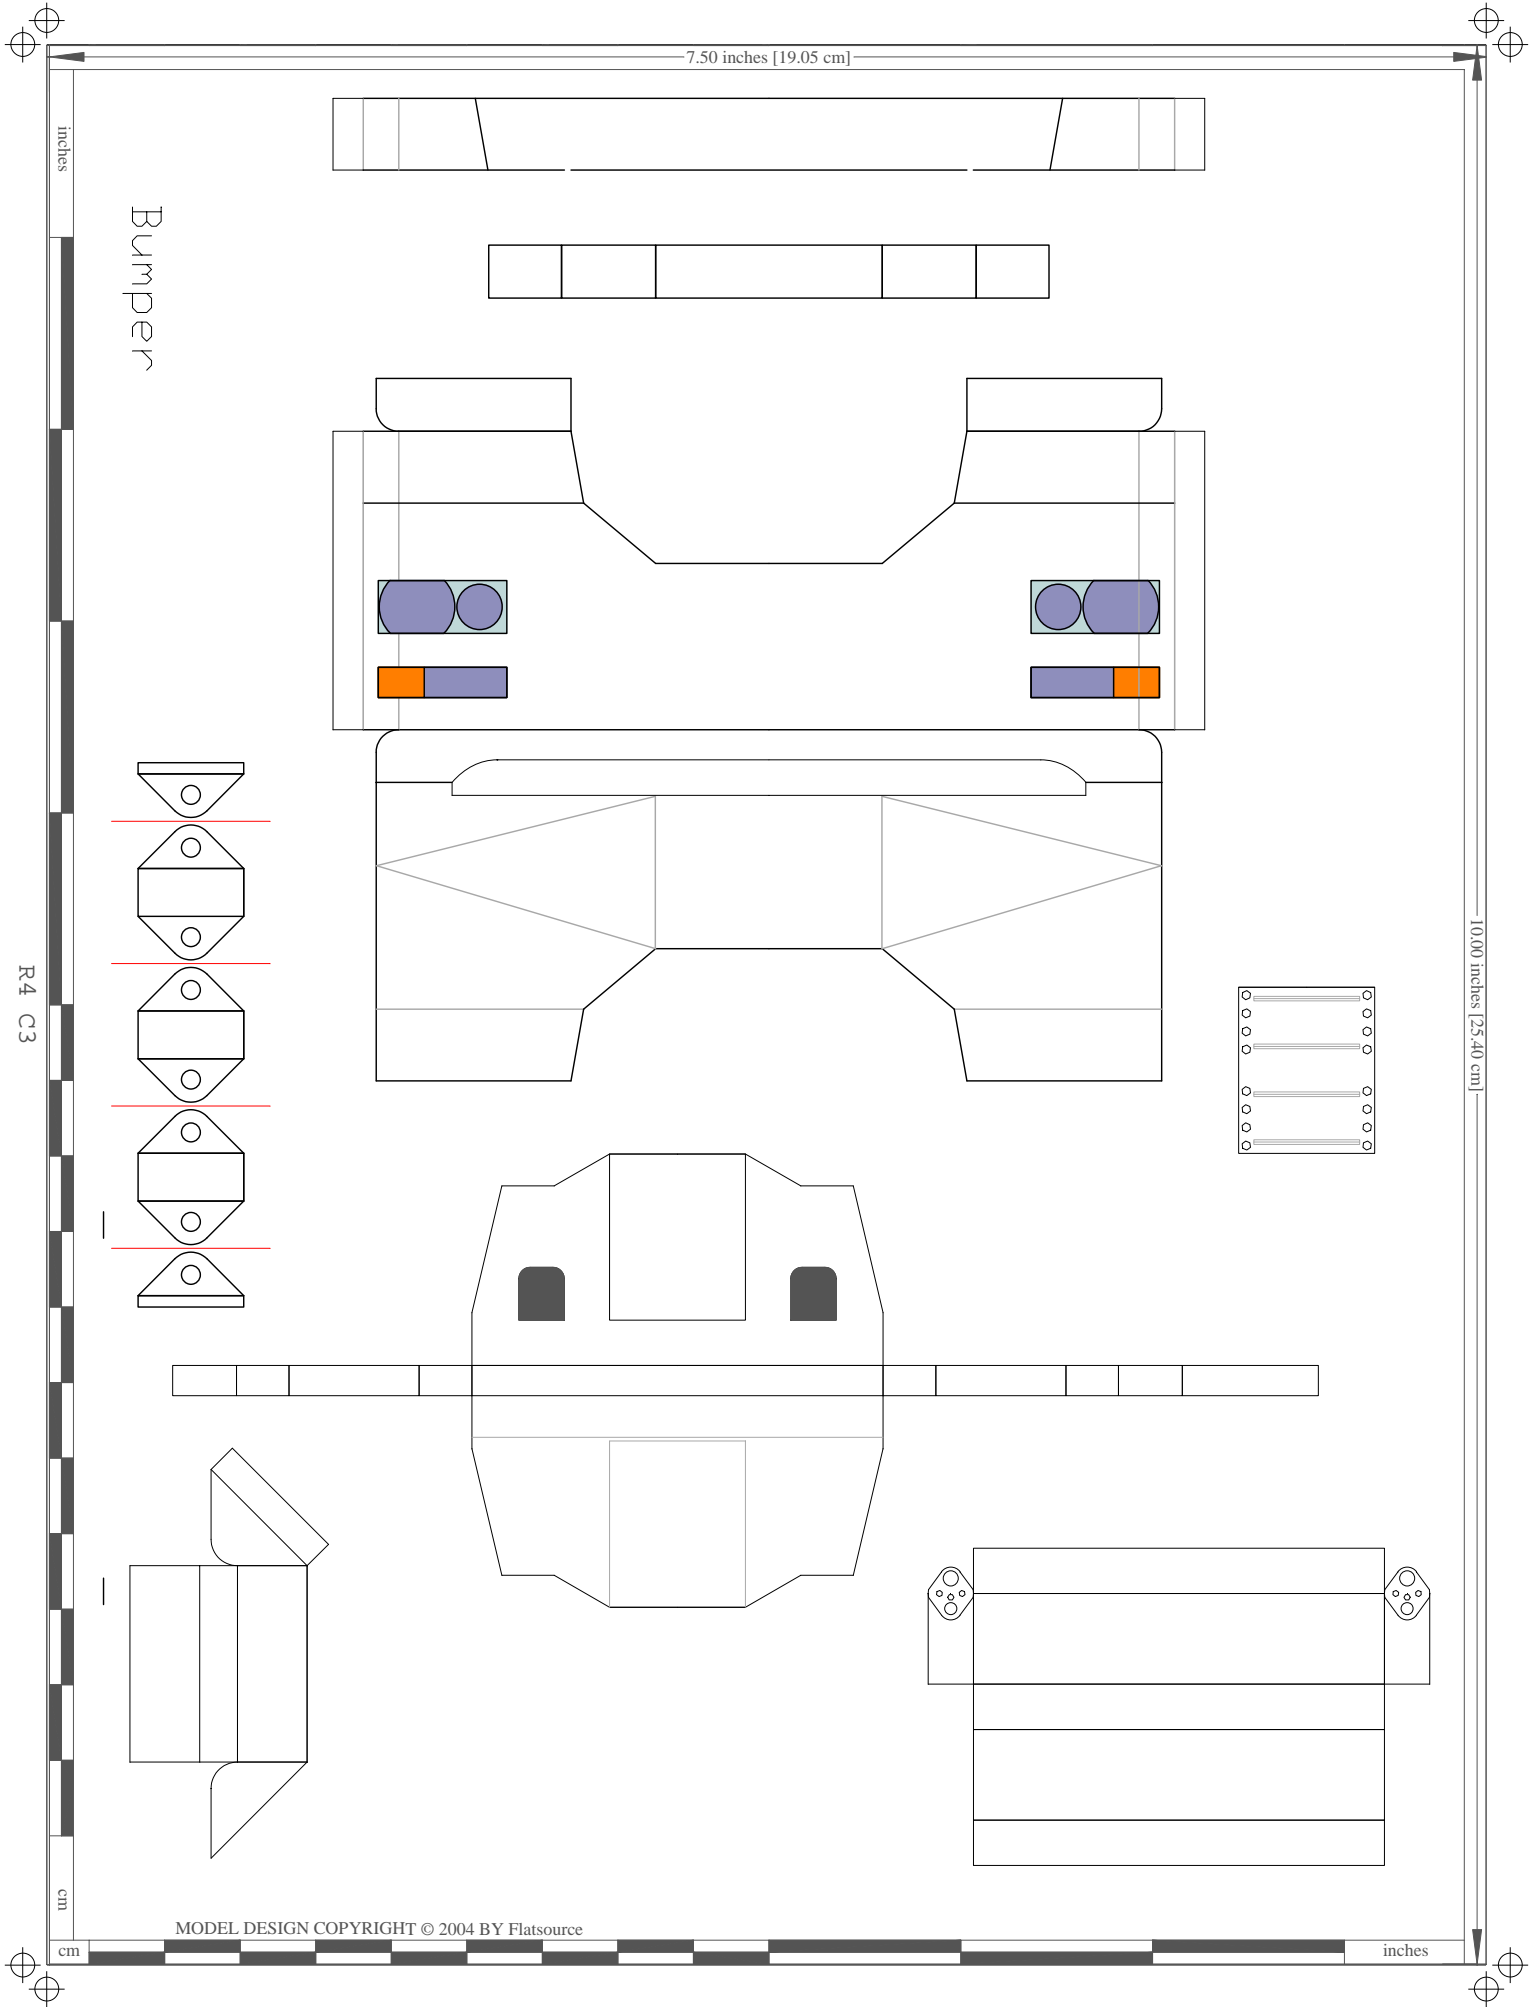 7.50 inches [19.05 cm]
inches
Bumper
10.00 inches [25.40 cm]
R4 C3
cm
MODEL DESIGN COPYRIGHT © 2004 BY Flatsource
cm
inches